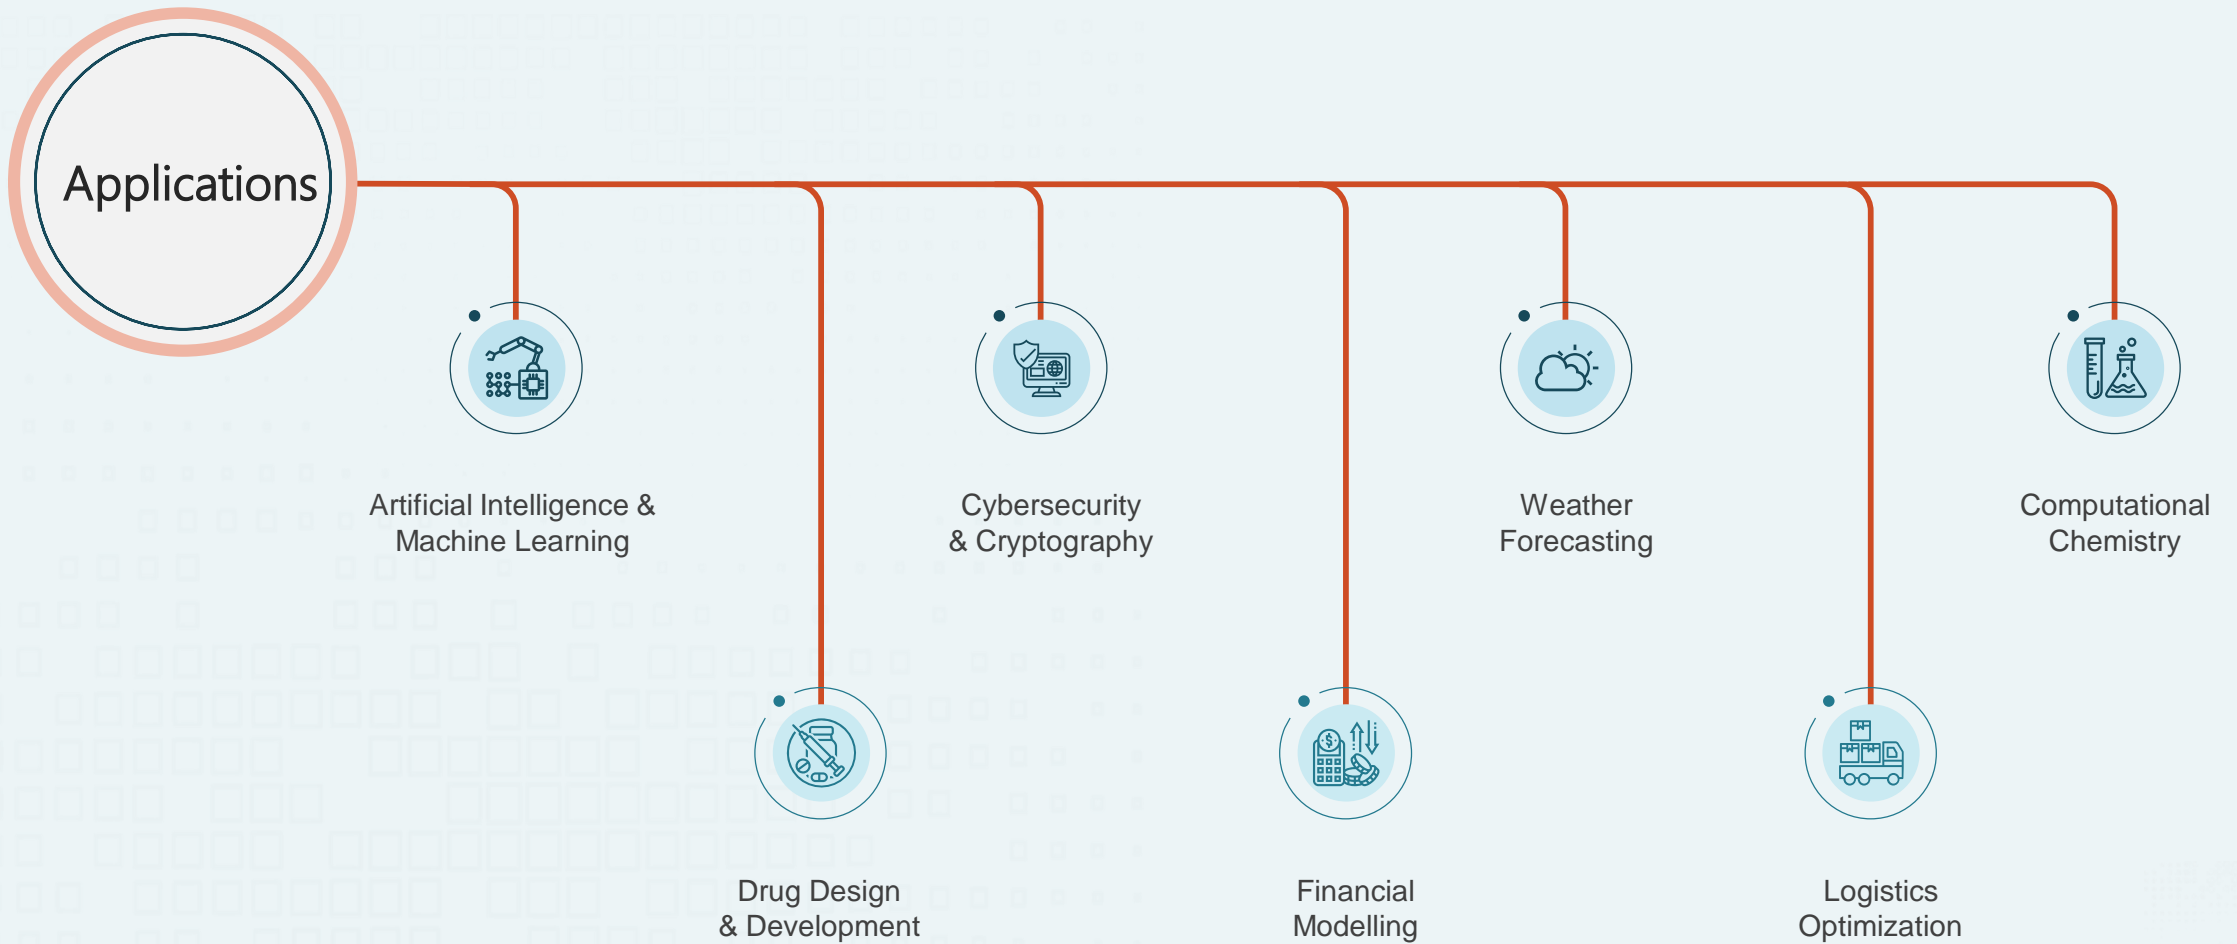 Applications
Artificial Intelligence &
Machine Learning
Cybersecurity
& Cryptography
Weather
Forecasting
Computational
Chemistry
Drug Design
& Development
Financial
Modelling
Logistics
Optimization